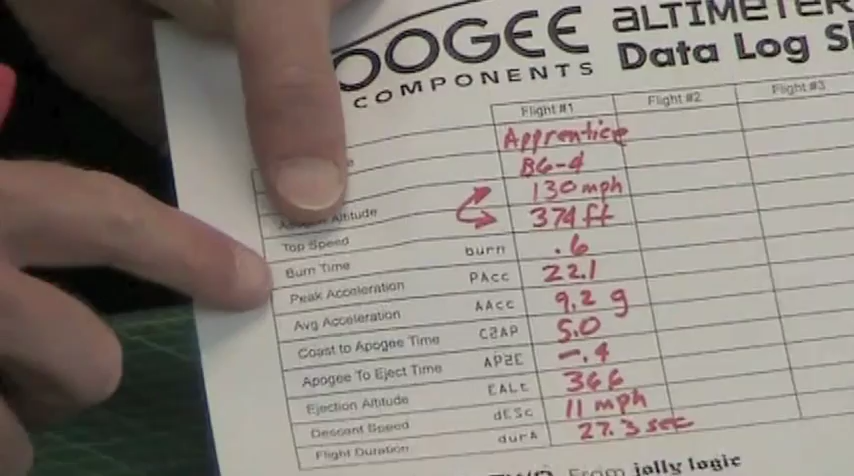 OOGEE aLTIMETER
COMPONENTS Data Log
Flight #1 Flight #2 Flight #3
Apprentice
B6-4
130 mph
Altitude 374 ft
Top Speed
Burn Time burn .6
Peak Acceleration PAcc 22.1
Avg Acceleration AAcc 9.2 g
Coast to Apogee Time C2AP 5.0
Apogee To Eject Time AP2E -.4
Ejection Altitude EALt 366
Descent Speed dESc 11 mph
Flight Duration durA 27.3 sec
From jolly logic